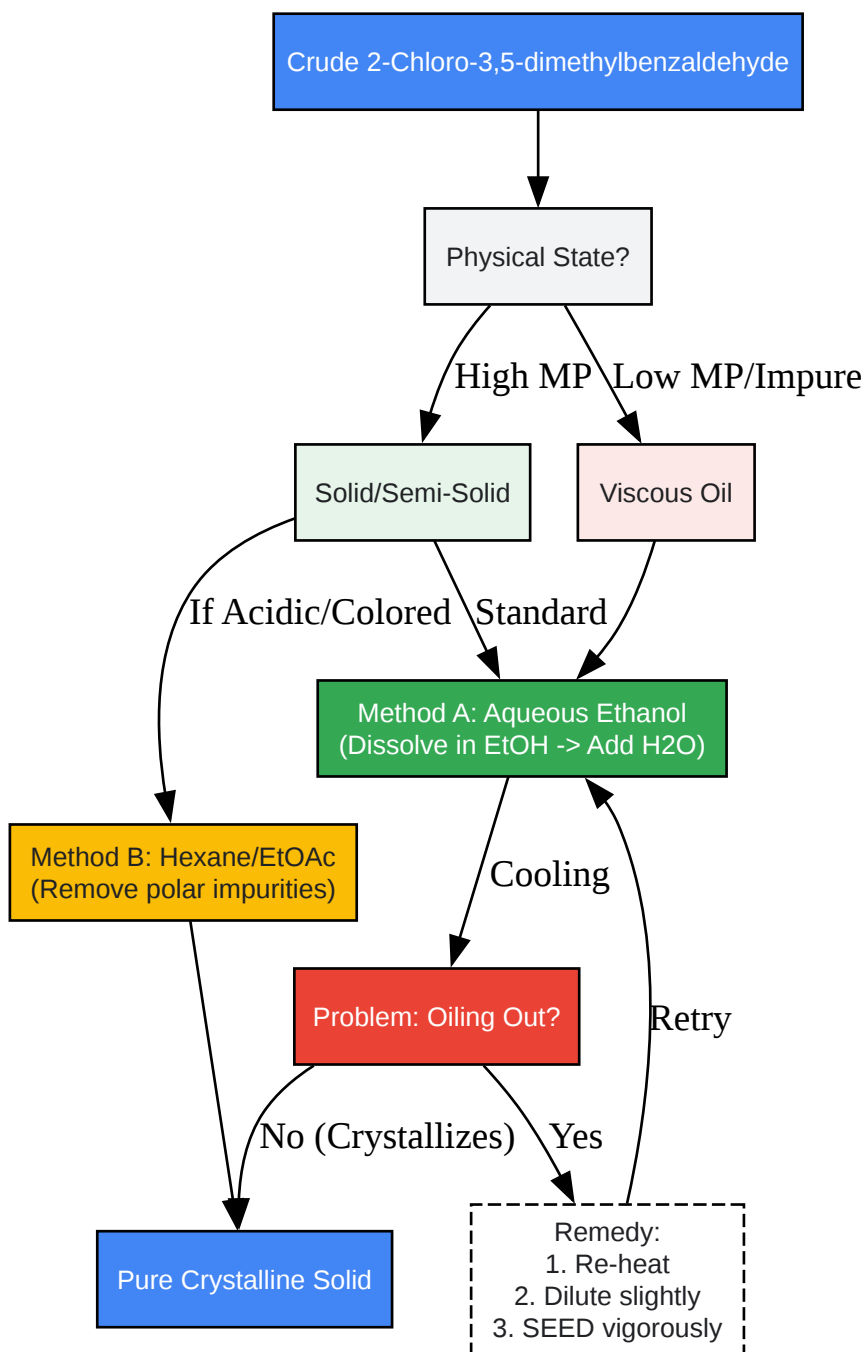 Crude 2-Chloro-3,5-dimethylbenzaldehyde
Physical State?
High MP
Low MP/Impure
Solid/Semi-Solid
Viscous Oil
If Acidic/Colored
Standard
Method A: Aqueous Ethanol
(Dissolve in EtOH -> Add H2O)
Method B: Hexane/EtOAc
(Remove polar impurities)
Cooling
Problem: Oiling Out?
Retry
No (Crystallizes)
Yes
Pure Crystalline Solid
Remedy:
1. Re-heat
2. Dilute slightly
3. SEED vigorously